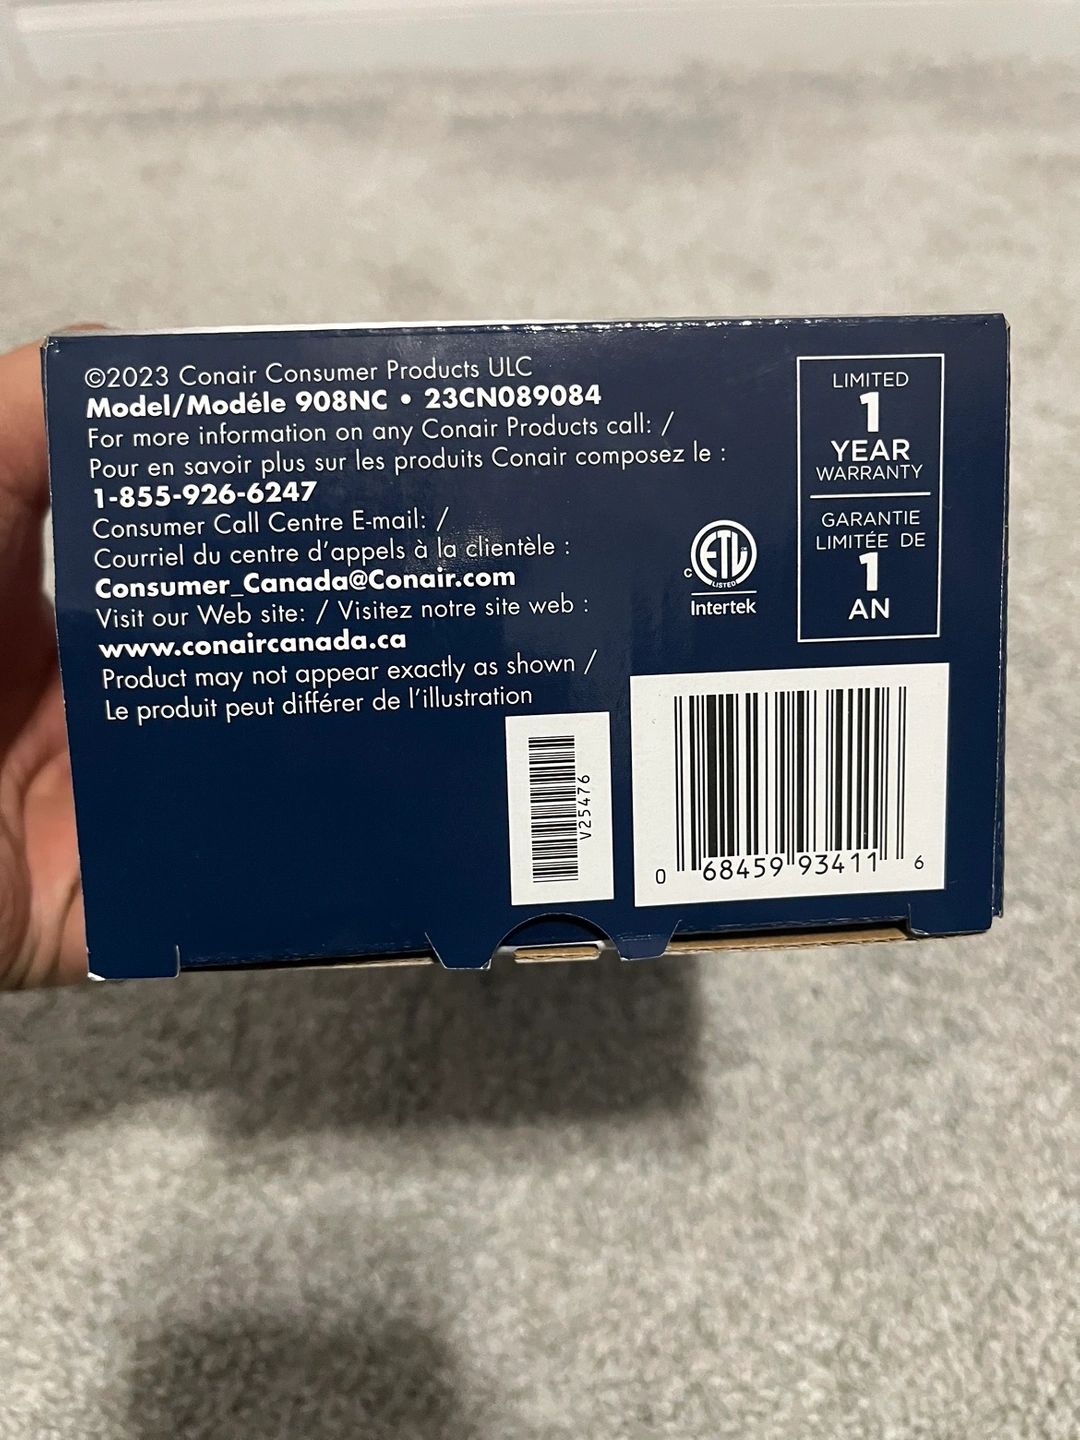 ©2023 Conair Consumer Products ULC
Model/Modéle 908NC • 23CN089084
For more information on any Conair Products call: /
Pour en savoir plus sur les produits Conair composez le :
1-855-926-6247
Consumer Call Centre E-mail: /
Courriel du centre d'appels à la clientèle :
Consumer_Canada@Conair.com
Visit our Web site: / Visitez notre site web :
www.conaircanada.ca
Product may not appear exactly as shown /
Le produit peut différer de l'illustration
C ETL
LISTED
Intertek
LIMITED
1
YEAR
WARRANTY
GARANTIE
LIMITÉE DE
1
AN
V25476
0 68459 93411 6